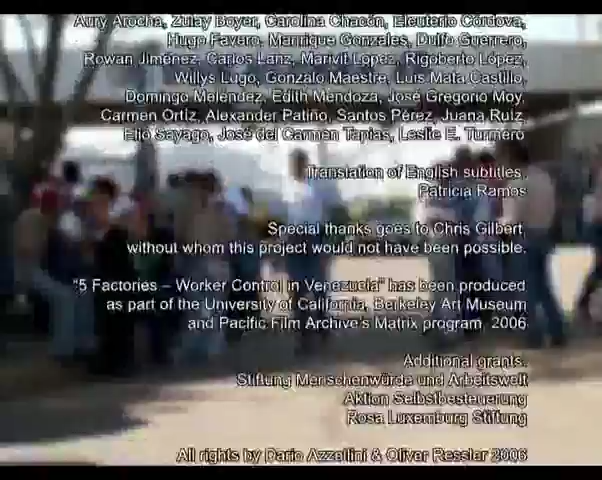 Aury Arocha, Zulay Boyer, Carolina Chacón, Eleuterio Córdova,
Hugo Favero, Manrique Gonzales, Dulfo Guerrero,
Rowan Jiménez, Carlos Lanz, Marivit López, Rigoberto López,
Willys Lugo, Gonzalo Maestre, Luis Mata Castillo,
Domingo Meléndez, Edith Mendoza, José Gregorio Moy,
Carmen Ortíz, Alexander Patiño, Santos Pérez, Juana Ruíz,
Elio Sayago, José del Carmen Tapias, Leslie E. Turmero
Translation of English subtitles:
Patricia Ramos
Special thanks goes to Chris Gilbert,
without whom this project would not have been possible.
"5 Factories – Worker Control in Venezuela" has been produced
as part of the University of California, Berkeley Art Museum
and Pacific Film Archive's Matrix program, 2006
Additional grants:
Stiftung Menschenwürde und Arbeitswelt
Aktion Selbstbesteuerung
Rosa Luxemburg Stiftung
All rights by Dario Azzellini & Oliver Ressler 2006